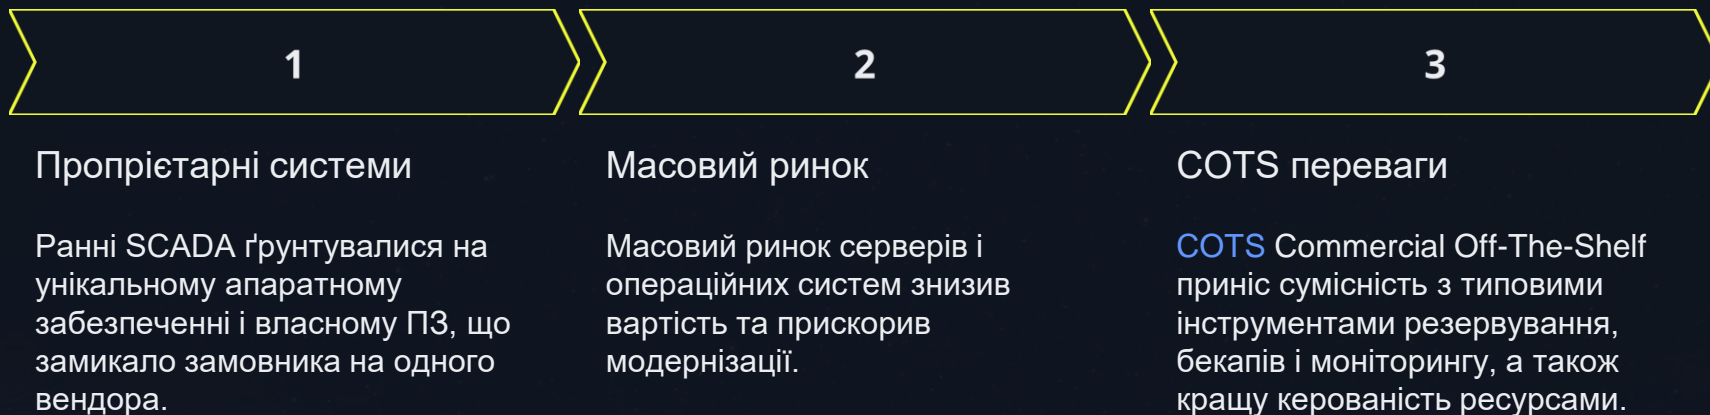 1
2
3
Пропрієтарні системи
Ранні SCADA ґрунтувалися на
унікальному апаратному
забезпеченні і власному ПЗ, що
замикало замовника на одного
вендора.
Масовий ринок
Масовий ринок серверів і
операційних систем знизив
вартість та прискорив
модернізації.
COTS переваги
COTS Commercial Off-The-Shelf
приніс сумісність з типовими
інструментами резервування,
бекапів і моніторингу, а також
кращу керованість ресурсами.